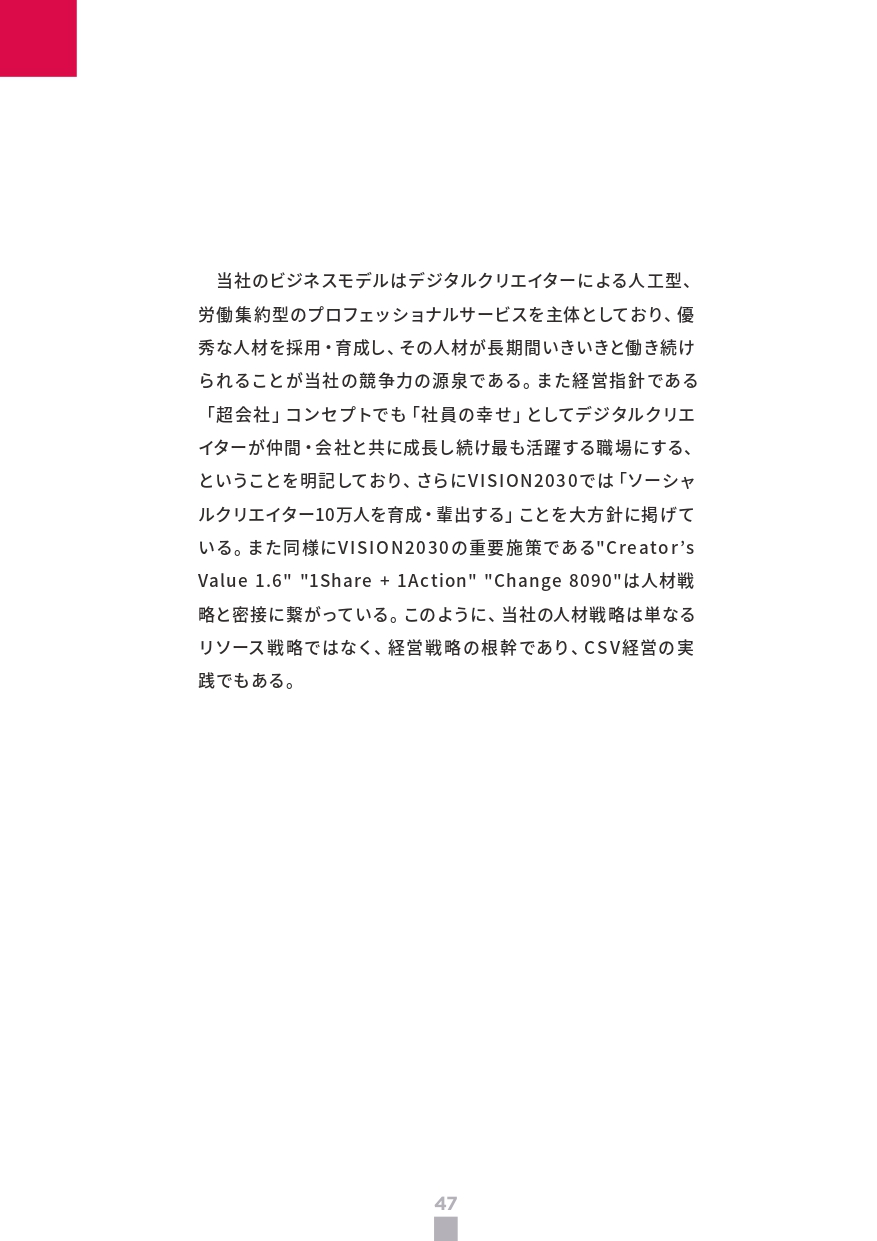 当社のビジネスモデルはデジタルクリエイターによる人工型、
労働集約型のプロフェッショナルサービスを主体としており、優
秀な人材を採用・育成し、その人材が長期間いきいきと働き続け
られることが当社の競争力の源泉である。また経営指針である
「超会社」コンセプトでも「社員の幸せ」としてデジタルクリエ
イターが仲間・会社と共に成長し続け最も活躍する職場にする、
ということを明記しており、さらにVISION2030では「ソーシャ
ルクリエイター10万人を育成・輩出する」ことを大方針に掲げて
いる。また同様にVISION2030の重要施策である"Creator’s
Value 1.6" "1Share + 1Action" "Change 8090"は人材戦
略と密接に繋がっている。このように、当社の人材戦略は単なる
リソース戦略ではなく、経営戦略の根幹であり、CSV経営の実
践でもある。
47